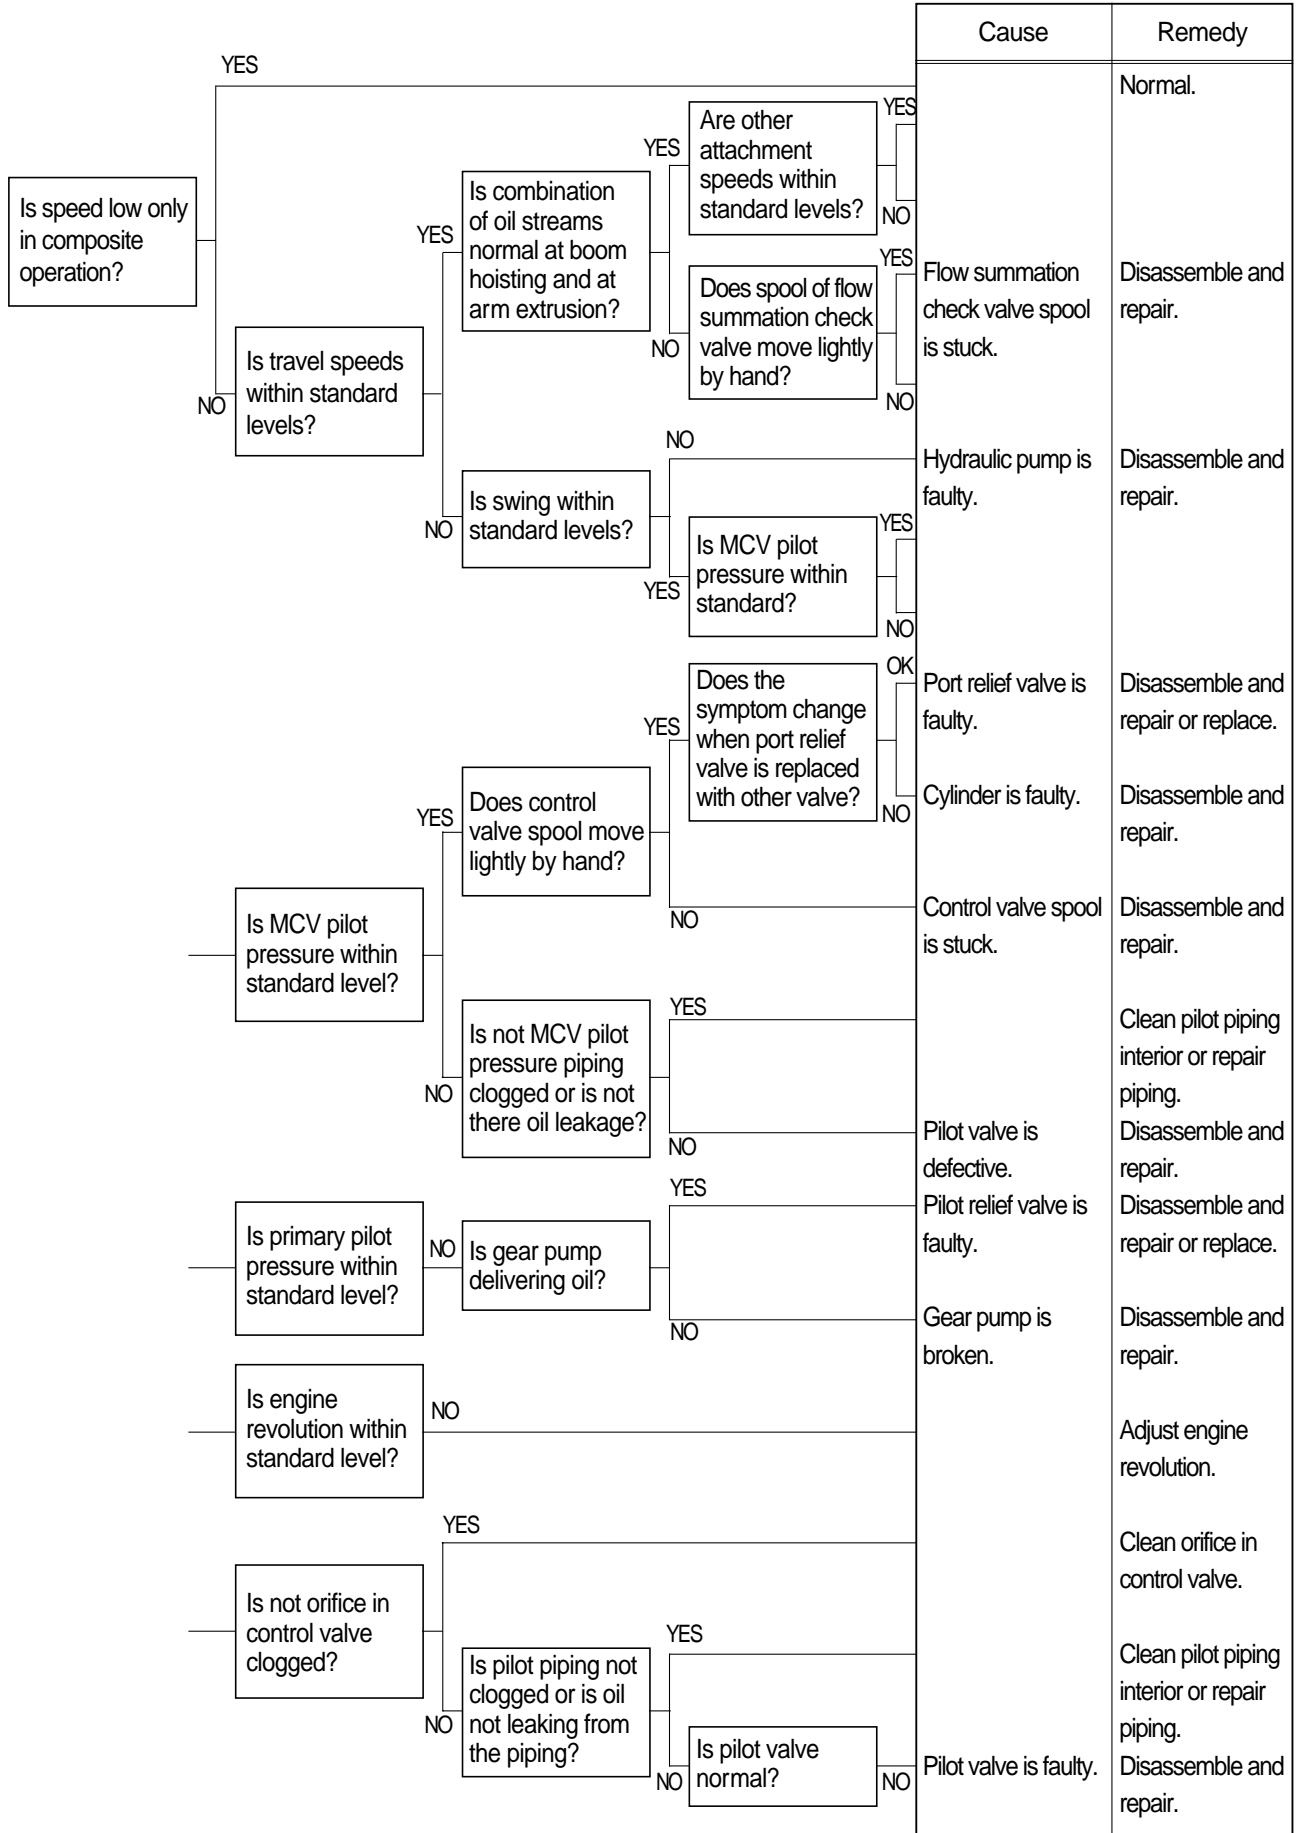 Cause
Remedy
YES
Normal.
Is speed low only
in composite
operation?
NO
Is travel speeds
within standard
levels?
YES
Is combination
of oil streams
normal at boom
hoisting and at
arm extrusion?
YES
Are other
attachment
speeds within
standard levels?
YES
NO
NO
Does spool of flow
summation check
valve move lightly
by hand?
YES
NO
Flow summation
check valve spool
is stuck.
Disassemble and
repair.
NO
Is swing within
standard levels?
NO
Hydraulic pump is
faulty.
Disassemble and
repair.
YES
Is MCV pilot
pressure within
standard?
YES
NO
Is MCV pilot
pressure within
standard level?
YES
Does control
valve spool move
lightly by hand?
YES
Does the
symptom change
when port relief
valve is replaced
with other valve?
OK
Port relief valve is
faulty.
Disassemble and
repair or replace.
NO
Cylinder is faulty.
Disassemble and
repair.
NO
Control valve spool
is stuck.
Disassemble and
repair.
NO
Is not MCV pilot
pressure piping
clogged or is not
there oil leakage?
YES
Clean pilot piping
interior or repair
piping.
NO
Pilot valve is
defective.
Disassemble and
repair.
Is primary pilot
pressure within
standard level?
NO
Is gear pump
delivering oil?
YES
Pilot relief valve is
faulty.
Disassemble and
repair or replace.
NO
Gear pump is
broken.
Disassemble and
repair.
Is engine
revolution within
standard level?
NO
Adjust engine
revolution.
Is not orifice in
control valve
clogged?
YES
Clean orifice in
control valve.
NO
Is pilot piping not
clogged or is oil
not leaking from
the piping?
YES
Clean pilot piping
interior or repair
piping.
NO
Is pilot valve
normal?
NO
Pilot valve is faulty.
Disassemble and
repair.